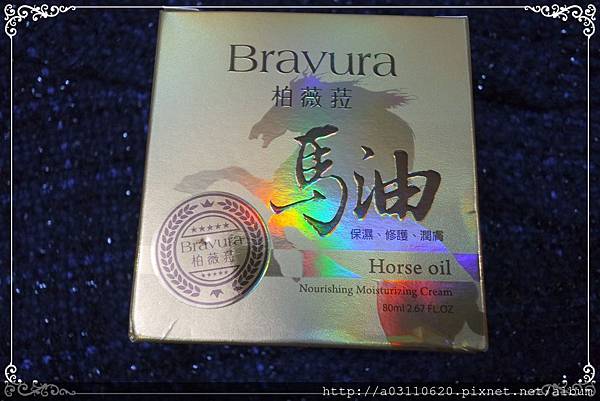 Bravura
柏薇菈
馬油
保濕、修護、潤膚
Bravura
柏薇菈
Horse oil
Nourishing Moisturizing Cream
80ml 2.67 FL.OZ
http://a03110620.pixnet.net/album